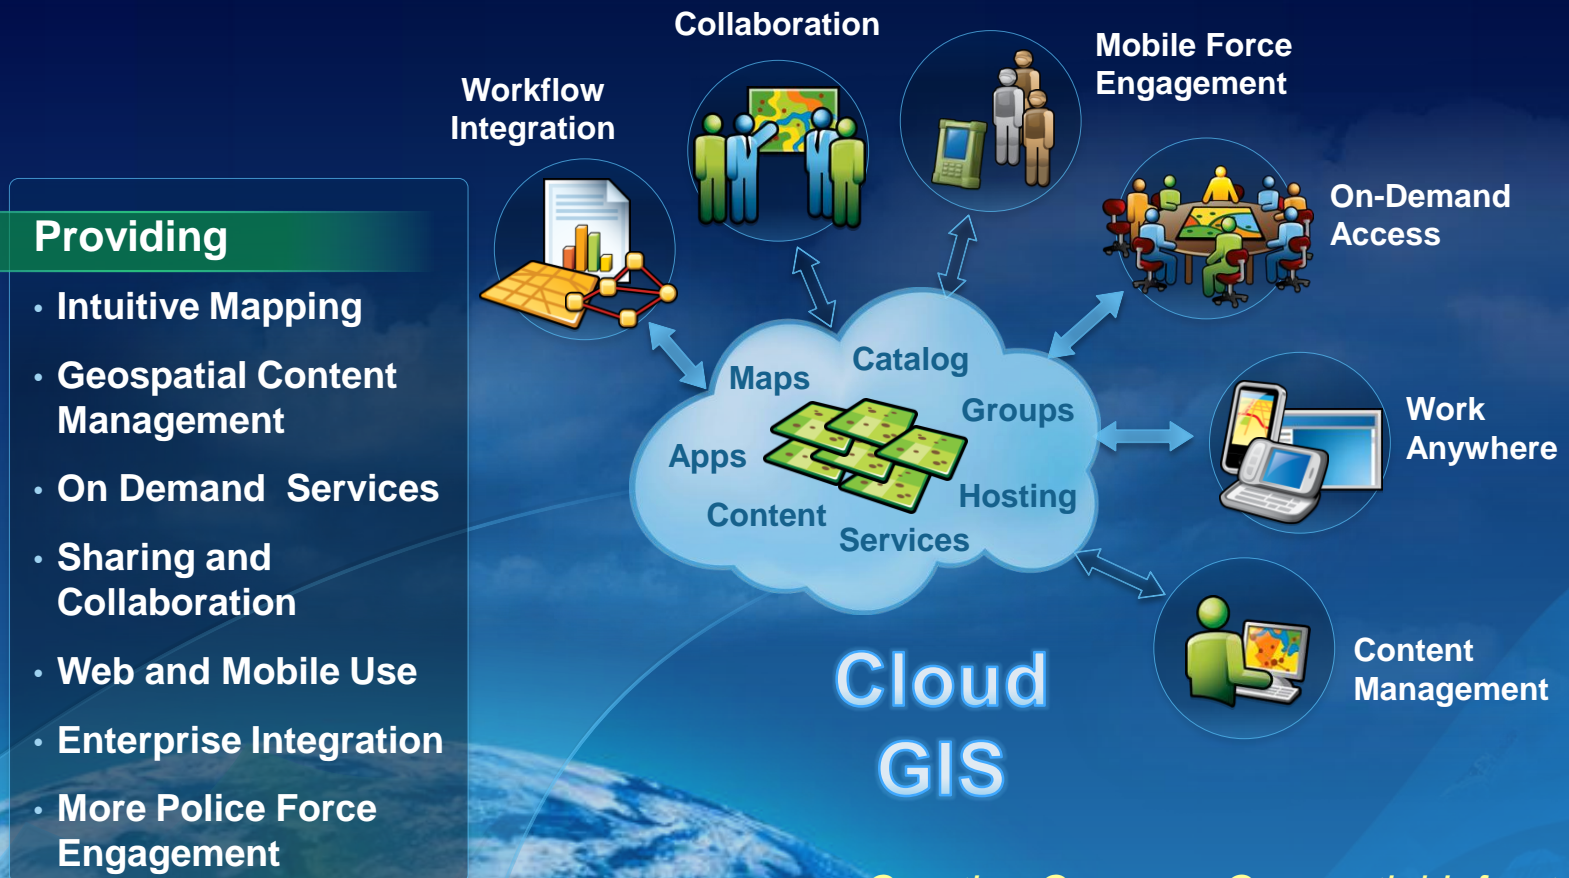 Collaboration
Mobile Force
Engagement
Workflow
Integration
On-Demand
Access
Providing
• Intuitive Mapping
• Geospatial Content
Management
• On Demand  Services
• Sharing and
Collaboration
• Web and Mobile Use
• Enterprise Integration
• More Police Force
Engagement
Catalog
Maps
Groups
Apps
Hosting
Content
Services
Work
Anywhere
Content
Management
Cloud
GIS